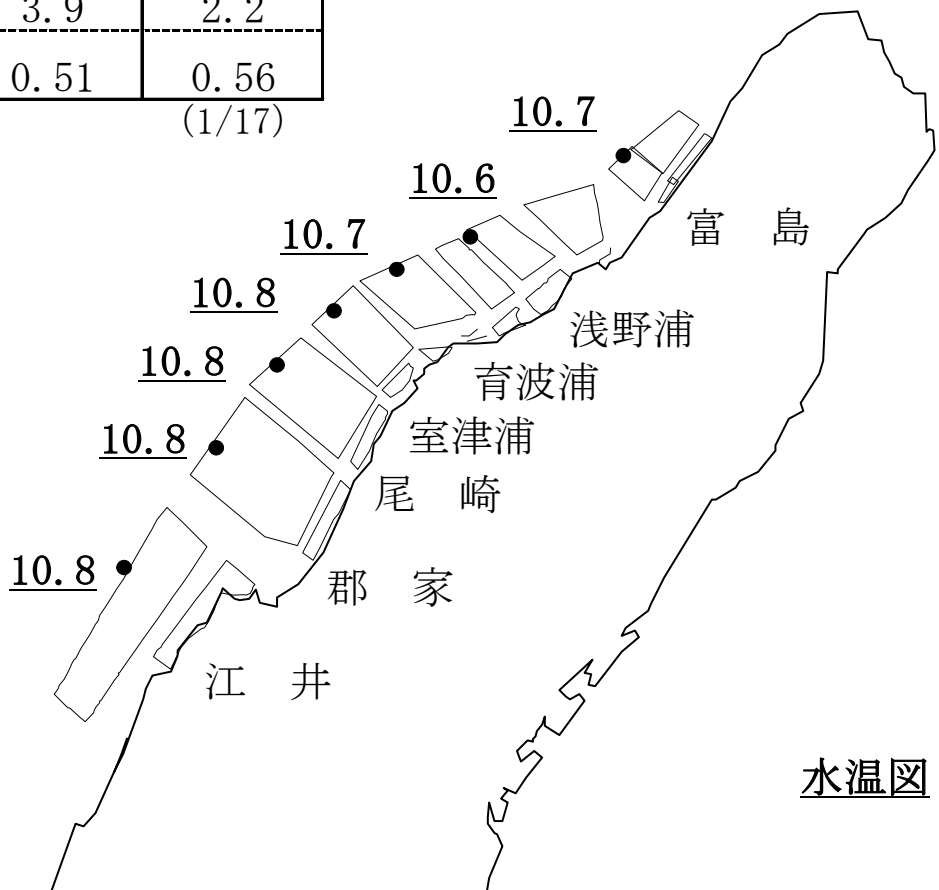 3.9 2.2
0.51 0.56
(1/17)
10.7
10.6
富 島
10.7
10.8
浅野浦
10.8
育波浦
10.8
室津浦
尾 崎
10.8
郡 家
江 井
水温図